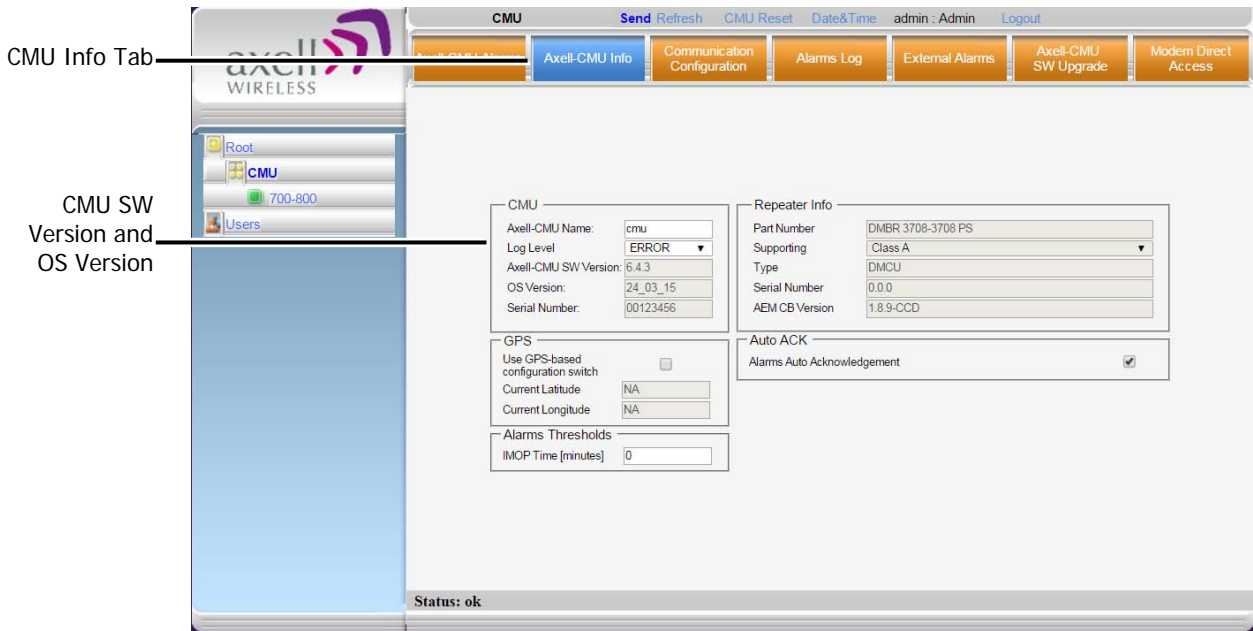 CMU Send Refresh CMU Reset Date&Time admin : Admin Logout
CMU Info Tab
axell
WIRELESS
Axell-CMU Alarms
Axell-CMU Info
Communication
Configuration
Alarms Log
External Alarms
Axell-CMU
SW Upgrade
Modem Direct
Access
Root
CMU
700-800
Users
CMU SW
Version and
OS Version
CMU
Axell-CMU Name: cmu
Log Level ERROR
Axell-CMU SW Version: 6.4.3
OS Version: 24_03_15
Serial Number: 00123456
Repeater Info
Part Number DMBR 3708-3708 PS
Supporting Class A
Type DMCU
Serial Number 0.0.0
AEM CB Version 1.8.9-CCD
GPS
Use GPS-based
configuration switch
Current Latitude NA
Current Longitude NA
Auto ACK
Alarms Auto Acknowledgement
Alarms Thresholds
IMOP Time [minutes] 0
Status: ok